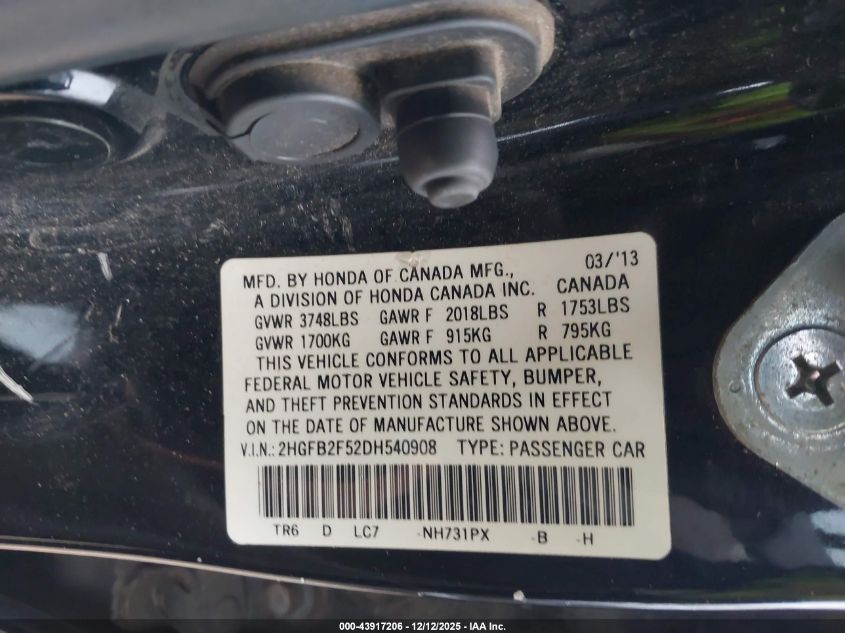 03/'13
MFD. BY HONDA OF CANADA MFG.,
A DIVISION OF HONDA CANADA INC. CANADA
GVWR 3748LBS GAWR F 2018LBS R 1753LBS
GVWR 1700KG GAWR F 915KG R 795KG
THIS VEHICLE CONFORMS TO ALL APPLICABLE
FEDERAL MOTOR VEHICLE SAFETY, BUMPER,
AND THEFT PREVENTION STANDARDS IN EFFECT
ON THE DATE OF MANUFACTURE SHOWN ABOVE.
V.I.N.: 2HGFB2F52DH540908 TYPE: PASSENGER CAR
TR6 D LC7 -NH731PX -B -H
000-43917206 - 12/12/2025 - IAA Inc.